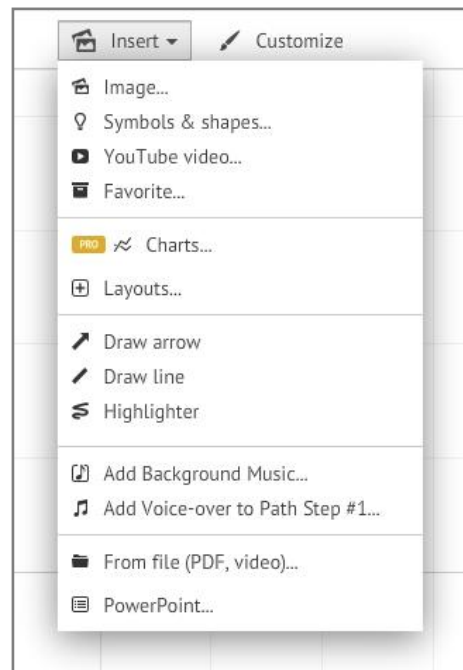 Insert Customize
Image...
Symbols & shapes...
YouTube video...
Favorite...
PRO Charts...
Layouts...
Draw arrow
Draw line
Highlighter
Add Background Music...
Add Voice-over to Path Step #1...
From file (PDF, video)...
PowerPoint...